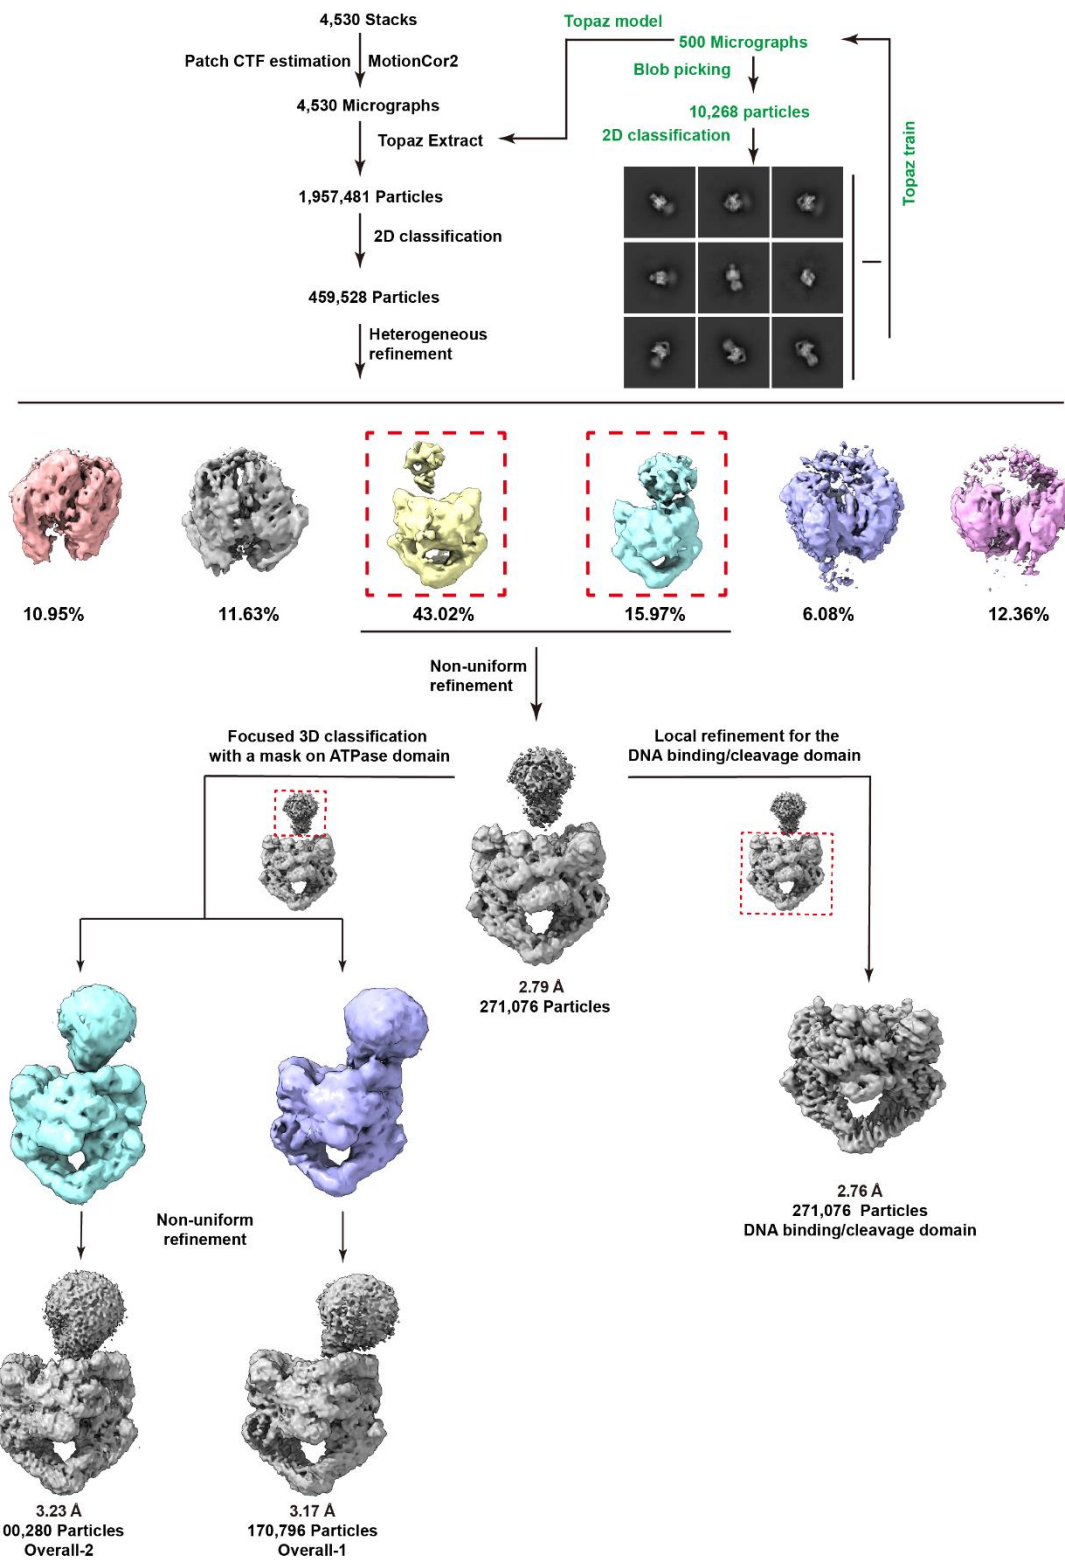 4,530 Stacks
Patch CTF estimation
MotionCor2
4,530 Micrographs
Topaz Extract
1,957,481 Particles
2D classification
459,528 Particles
Heterogeneous
refinement
Topaz model
500 Micrographs
Blob picking
10,268 particles
2D classification
Topaz train
10.95%
11.63%
43.02%
15.97%
6.08%
12.36%
Non-uniform
refinement
Focused 3D classification
with a mask on ATPase domain
Local refinement for the
DNA binding/cleavage domain
2.79 Å
271,076 Particles
2.76 Å
271,076 Particles
DNA binding/cleavage domain
Non-uniform
refinement
3.23 Å
00,280 Particles
Overall-2
3.17 Å
170,796 Particles
Overall-1